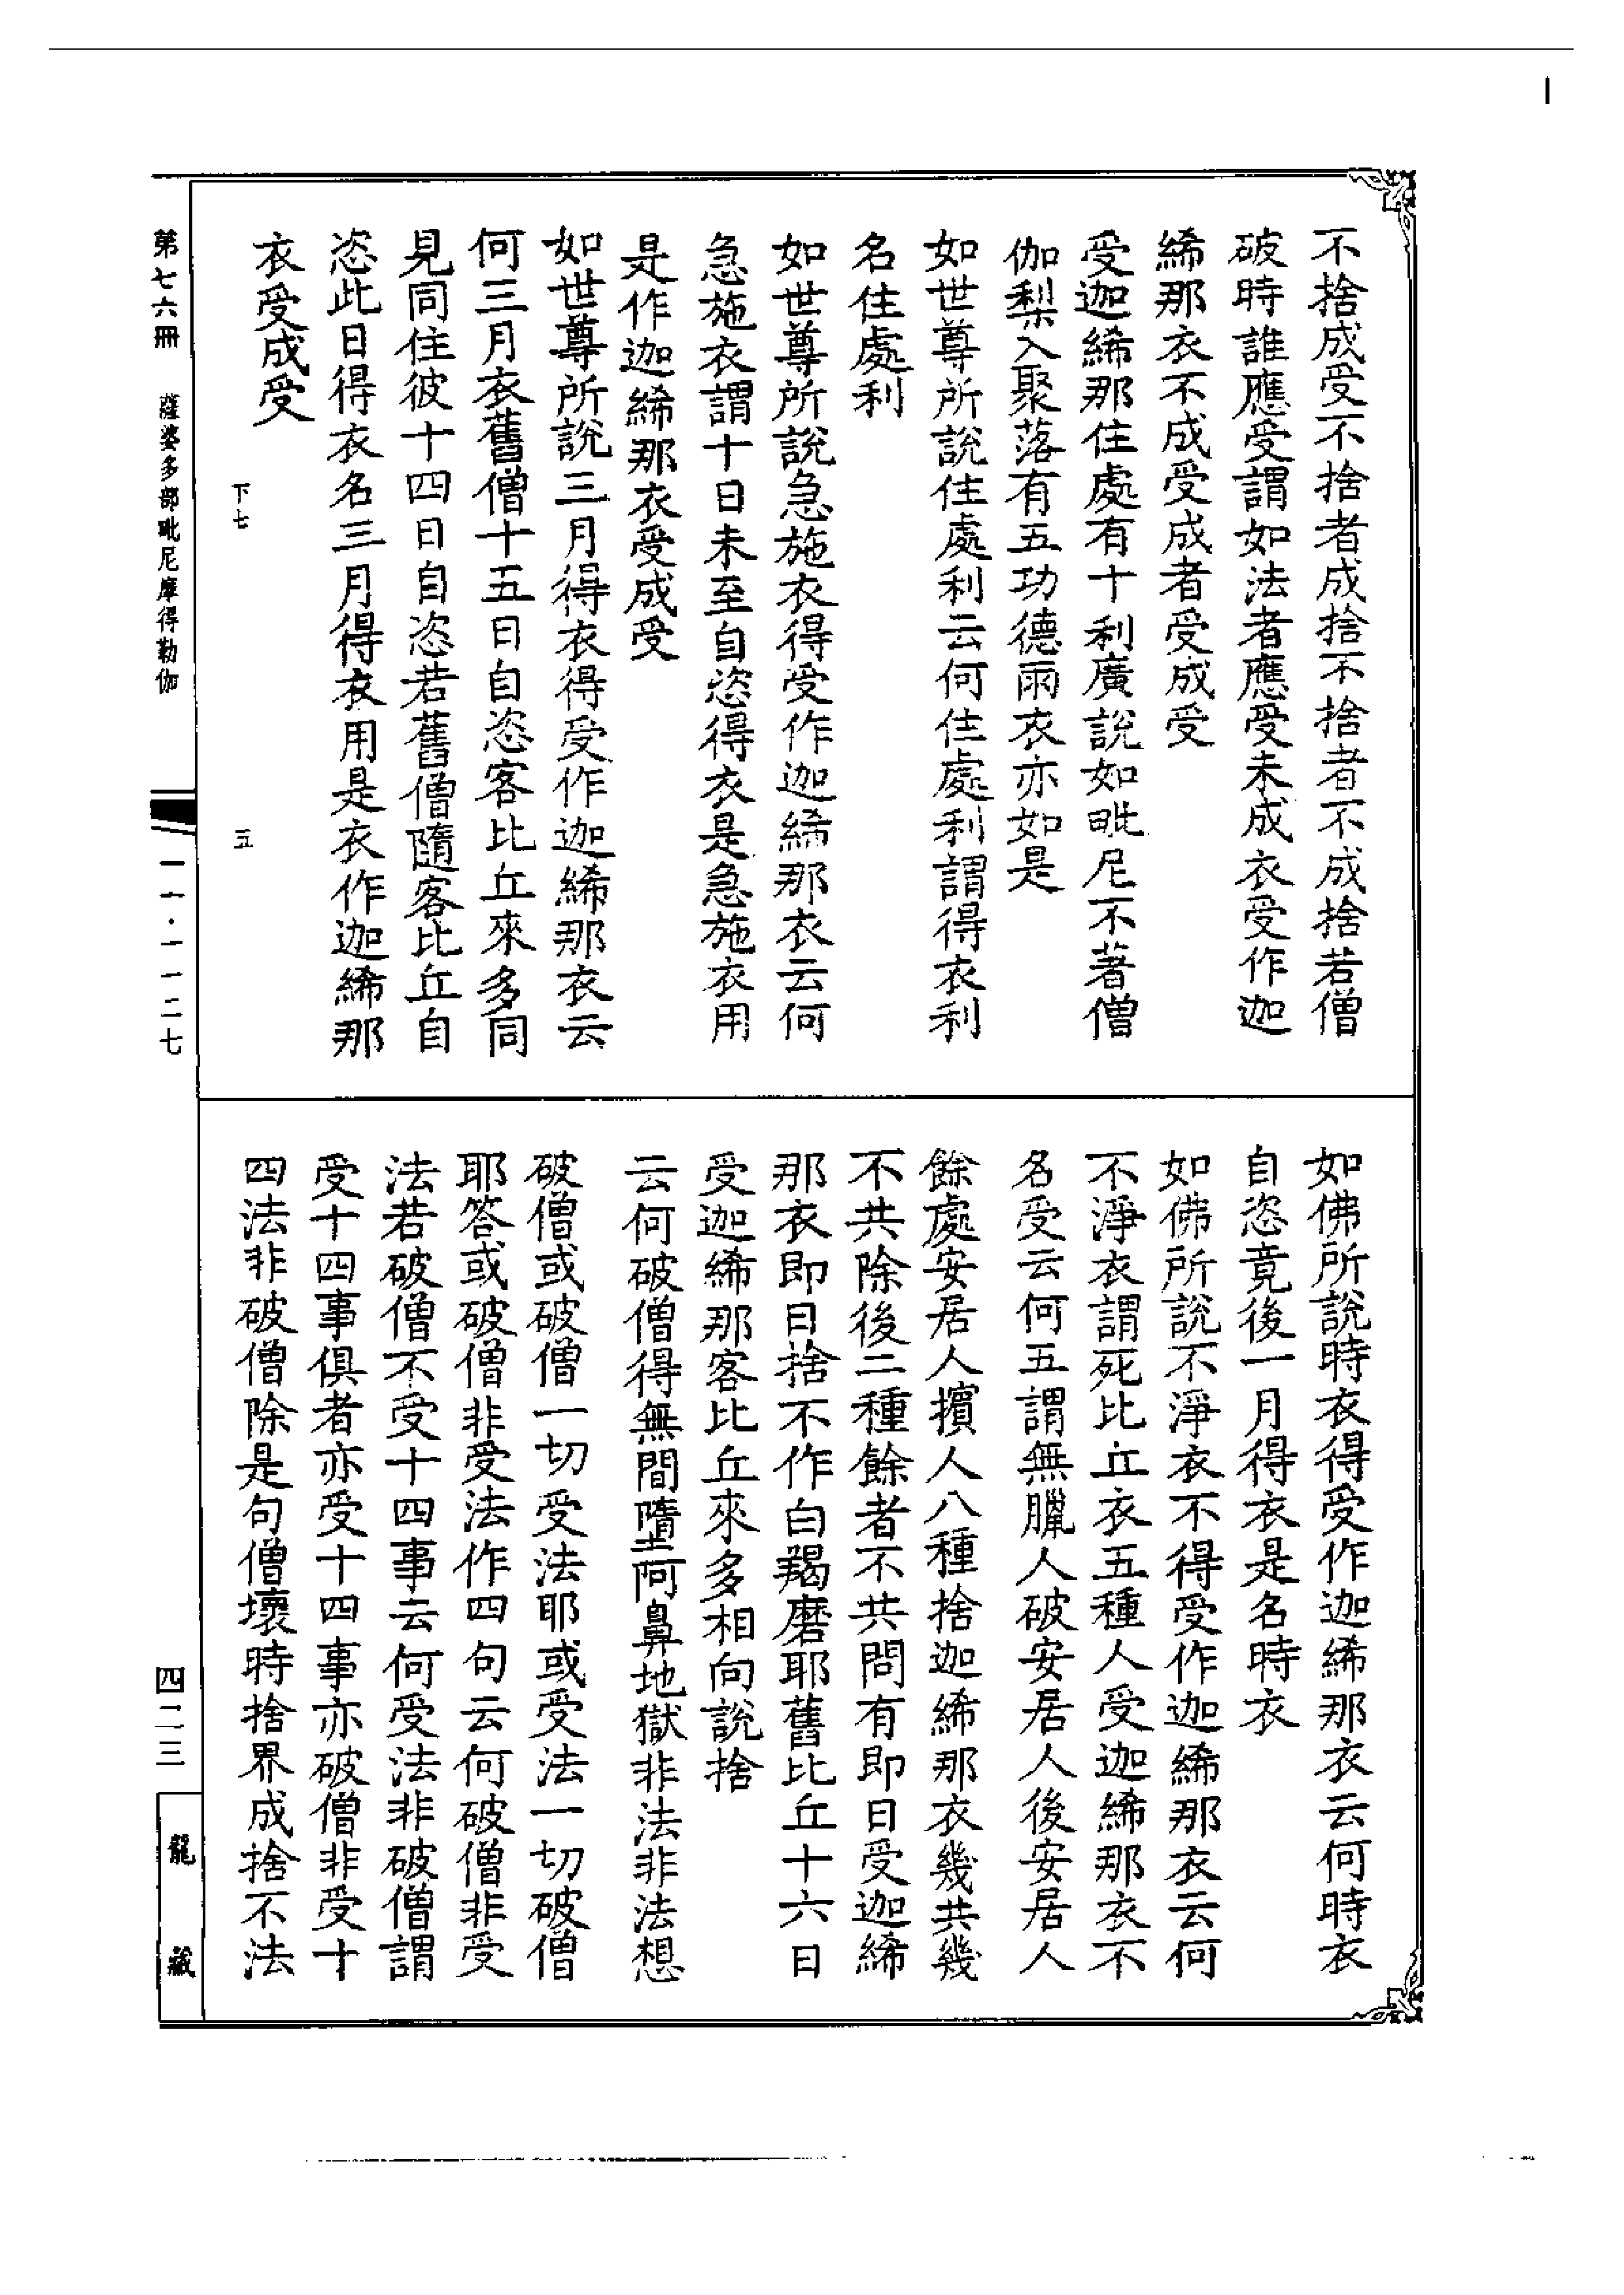 不捨成受不捨者成捨不捨者不成捨若僧
破時誰應受謂如法者應受未成衣受作迦
絺那衣不成受成者受成受
受迦絺那住處有十利廣說如毗尼不著僧
伽梨入聚落有五功德雨衣亦如是
如世尊所說住處利云何住處利謂得衣利
名住處利
如世尊所說急施衣得受作迦絺那衣云何
急施衣謂十日未至自恣得衣是急施衣用
是作迦絺那衣受成受
如世尊所說三月得衣得受作迦絺那衣云
何三月衣舊僧十五日自恣客比丘來多同
見同住彼十四日自恣若舊僧隨客比丘自
恣此日得衣名三月得衣用是衣作迦絺那
衣受成受
下七 五
如佛所說時衣得受作迦絺那衣云何時衣
自恣竟後一月得衣是名時衣
如佛所說不淨衣不得受作迦絺那衣云何
不淨衣謂死比丘衣五種人受迦絺那衣不
名受云何五謂無臘人破安居人後安居人
餘處安居人擯人八種捨迦絺那衣幾共幾
不共除後二種餘者不共問有即日受迦絺
那衣即日捨不作白羯磨耶舊比丘十六日
受迦絺那客比丘來多相向說捨
云何破僧得無間墮阿鼻地獄非法非法想
破僧或破僧一切受法耶或受法一切破僧
耶答或破僧非受法作四句云何破僧非受
法若破僧不受十四事云何受法非破僧謂
受十四事俱者亦受十四事亦破僧非受十
四法非破僧除是句僧壞時捨界成捨不法
第七六冊 薩婆多部毗尼摩得勒伽
一一·一一二七
四二三
龍藏